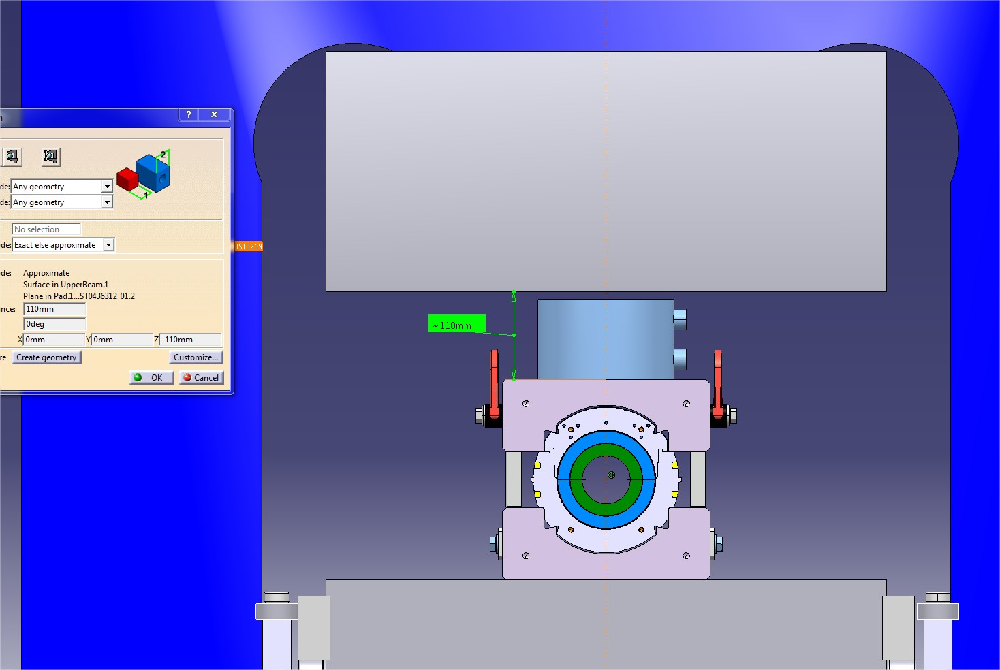 ? X
2
1
de: Any geometry
de: Any geometry
No selection
de: Exact else approximate
HST0269
de: Approximate
Surface in UpperBeam.1
Plane in Pad.1...ST0436312_01.2
nce: 110mm
0deg
X 0mm Y 0mm Z -110mm
re Create geometry Customize...
OK Cancel
~110mm